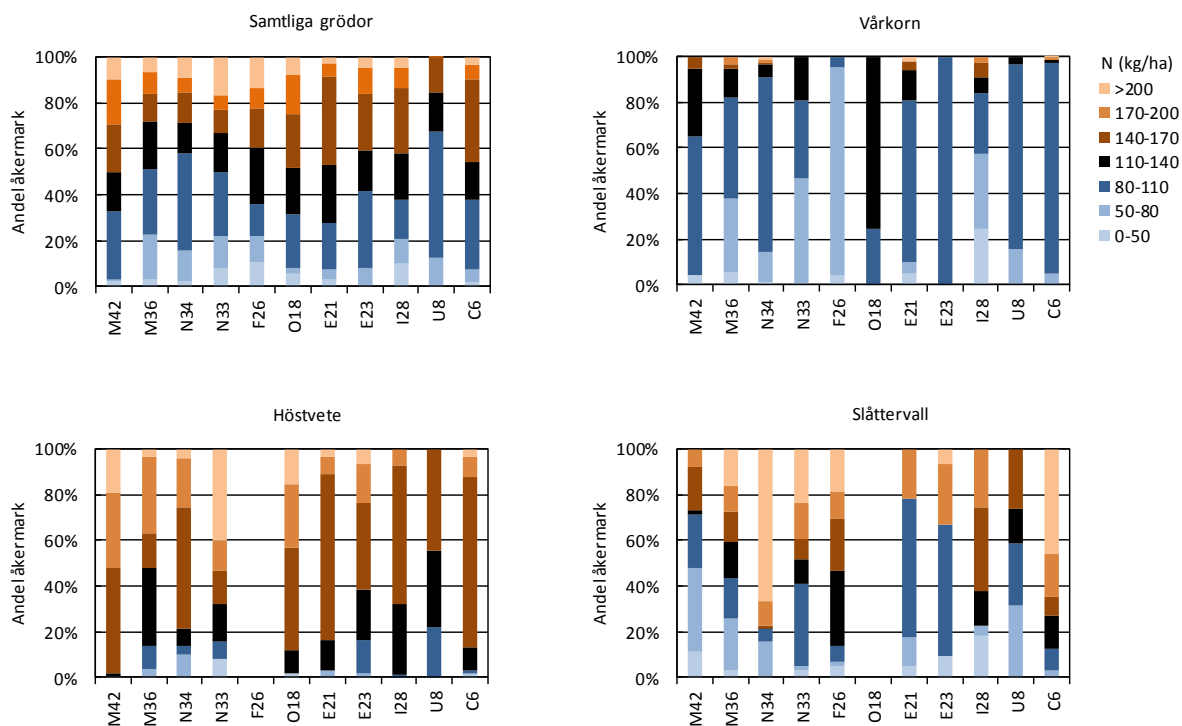 Samtliga grödor
Andel åkermark
100%
80%
60%
40%
20%
0%
M42 M36 N34 N33 F26 O18 E21 E23 I28 U8 C6
Vårkorn
Andel åkermark
100%
80%
60%
40%
20%
0%
M42 M36 N34 N33 F26 O18 E21 E23 I28 U8 C6
N (kg/ha)
>200
170-200
140-170
110-140
80-110
50-80
0-50
Höstvete
Andel åkermark
100%
80%
60%
40%
20%
0%
M42 M36 N34 N33 F26 O18 E21 E23 I28 U8 C6
Slåttervall
Andel åkermark
100%
80%
60%
40%
20%
0%
M42 M36 N34 N33 F26 O18 E21 E23 I28 U8 C6